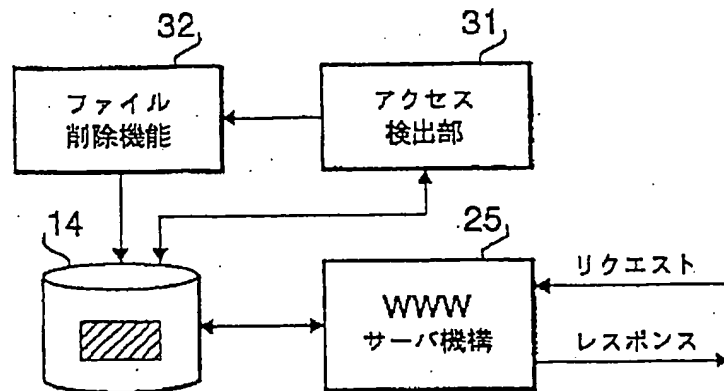 32
31
ファイル
削除機能
アクセス
検出部
14
25
WWW
サーバ機構
リクエスト
レスポンス